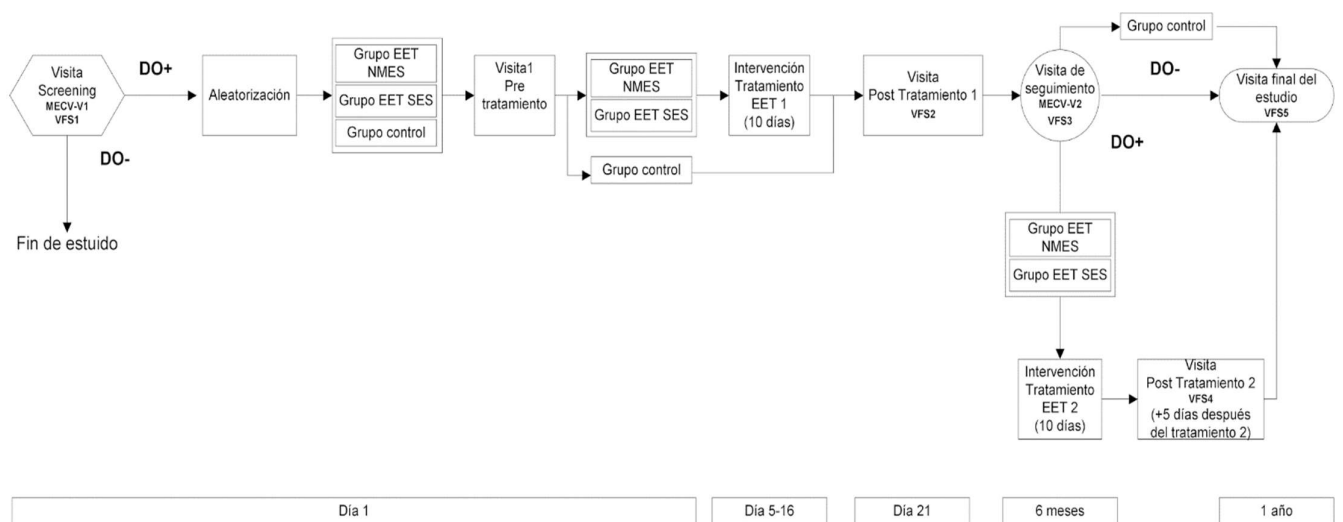 Visita
Screening
MECV-V1
VFS1
DO+
DO-
Fin de estuido
Aleatorización
Grupo EET
NMES
Grupo EET SES
Grupo control
Visita1
Pre
tratamiento
Grupo EET
NMES
Grupo EET SES
Grupo control
Intervención
Tratamiento
EET 1
(10 días)
Visita
Post Tratamiento 1
VFS2
Visita de
seguimiento
MECV-V2
VFS3
Grupo control
DO-
DO+
Visita final del
estudio
VFS5
Grupo EET
NMES
Grupo EET SES
Intervención
Tratamiento
EET 2
(10 días)
Visita
Post Tratamiento 2
VFS4
(+5 días después
del tratamiento 2)
Día 1
Día 5-16
Día 21
6 meses
1 año